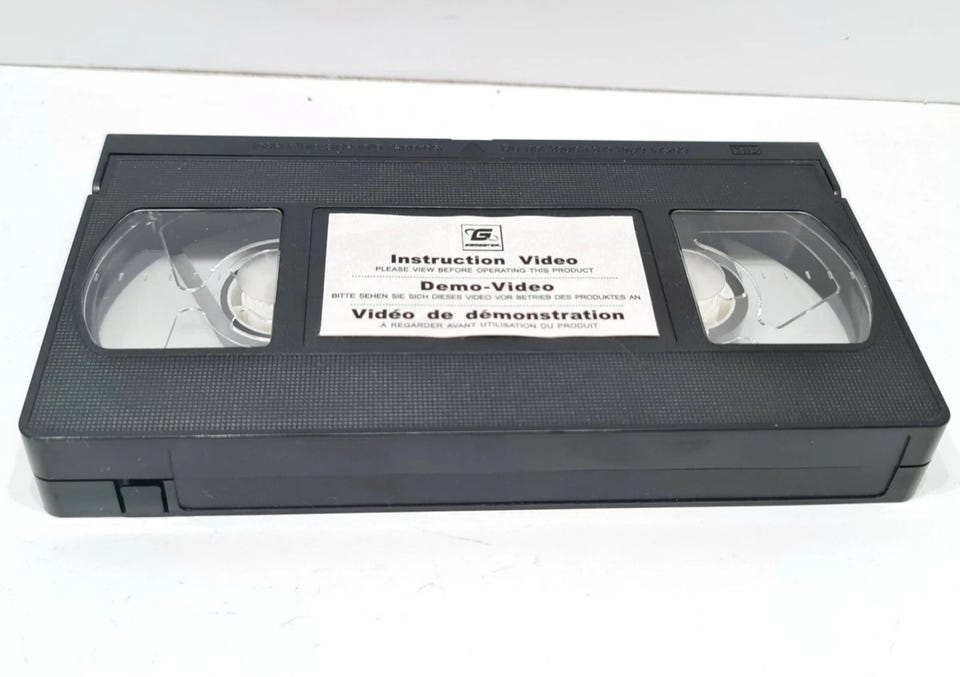 Instruction Video
PLEASE VIEW BEFORE OPERATING THIS PRODUCT
Demo-Video
BITTE SEHEN SIE SICH DIESES VIDEO VOR BETRIEB DES PRODUKTES AN
Vidéo de démonstration
A REGARDER AVANT UTILISATION DU PRODUIT